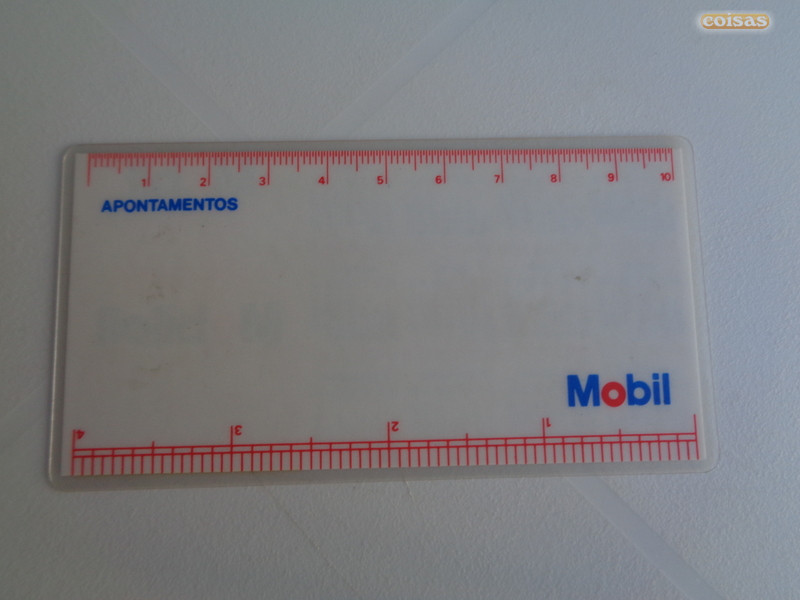 coisas
1 2 3 4 5 6 7 8 9 10
APONTAMENTOS
Mobil
4 3 2 1